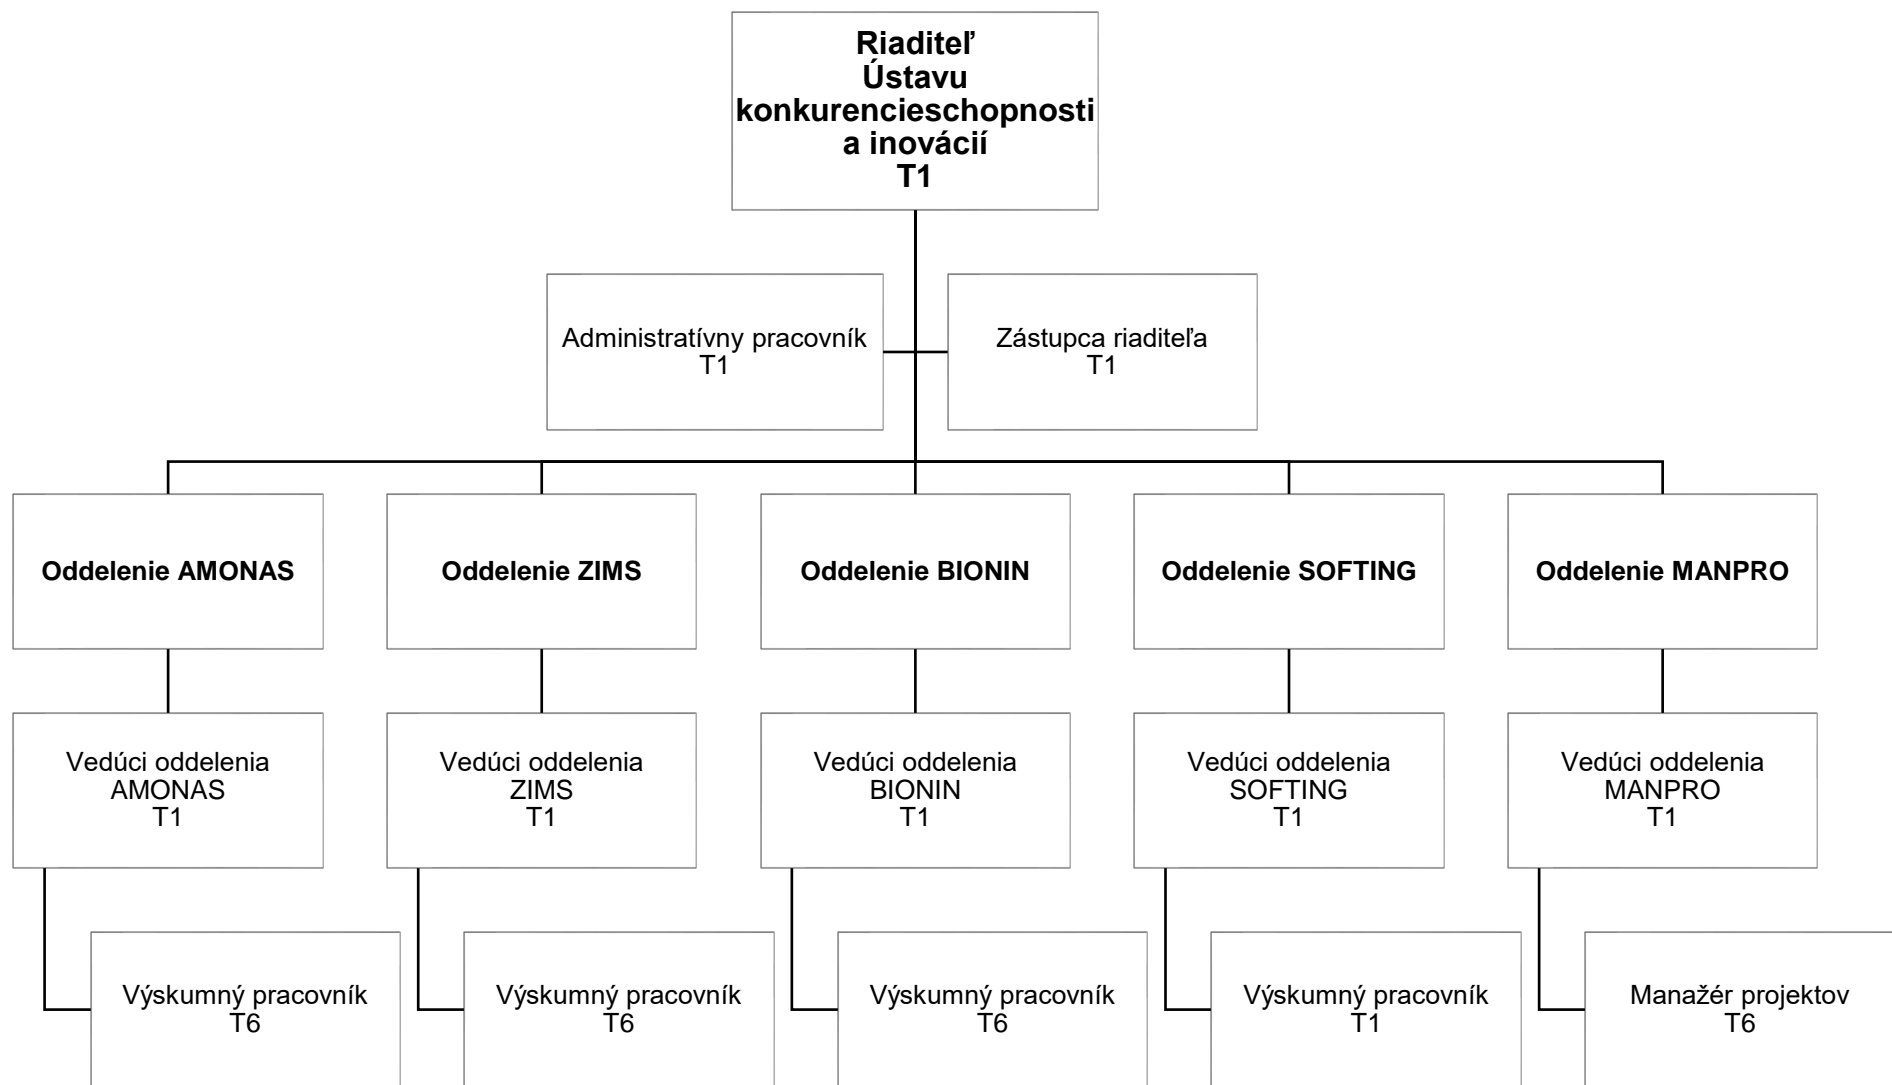 Riaditeľ
Ústavu
konkurencieschopnosti
a inovácií
T1
Administratívny pracovník
T1
Zástupca riaditeľa
T1
Oddelenie AMONAS
Oddelenie ZIMS
Oddelenie BIONIN
Oddelenie SOFTING
Oddelenie MANPRO
Vedúci oddelenia
AMONAS
T1
Vedúci oddelenia
ZIMS
T1
Vedúci oddelenia
BIONIN
T1
Vedúci oddelenia
SOFTING
T1
Vedúci oddelenia
MANPRO
T1
Výskumný pracovník
T6
Výskumný pracovník
T6
Výskumný pracovník
T6
Výskumný pracovník
T1
Manažér projektov
T6